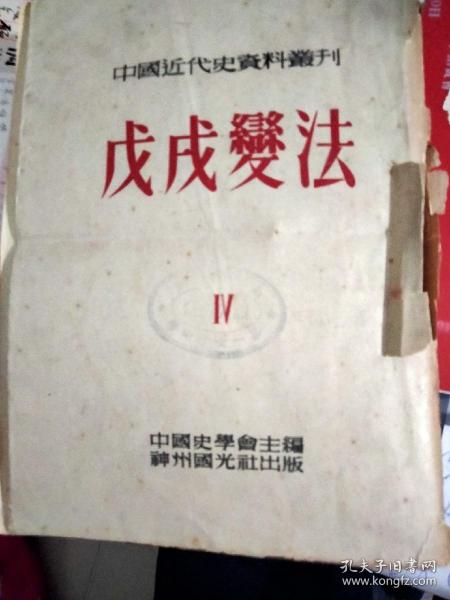 中國近代史資料叢刊
戊戌變法
IV
中國史學會主編
神州國光社出版
孔夫子旧书网
www.kongfz.com